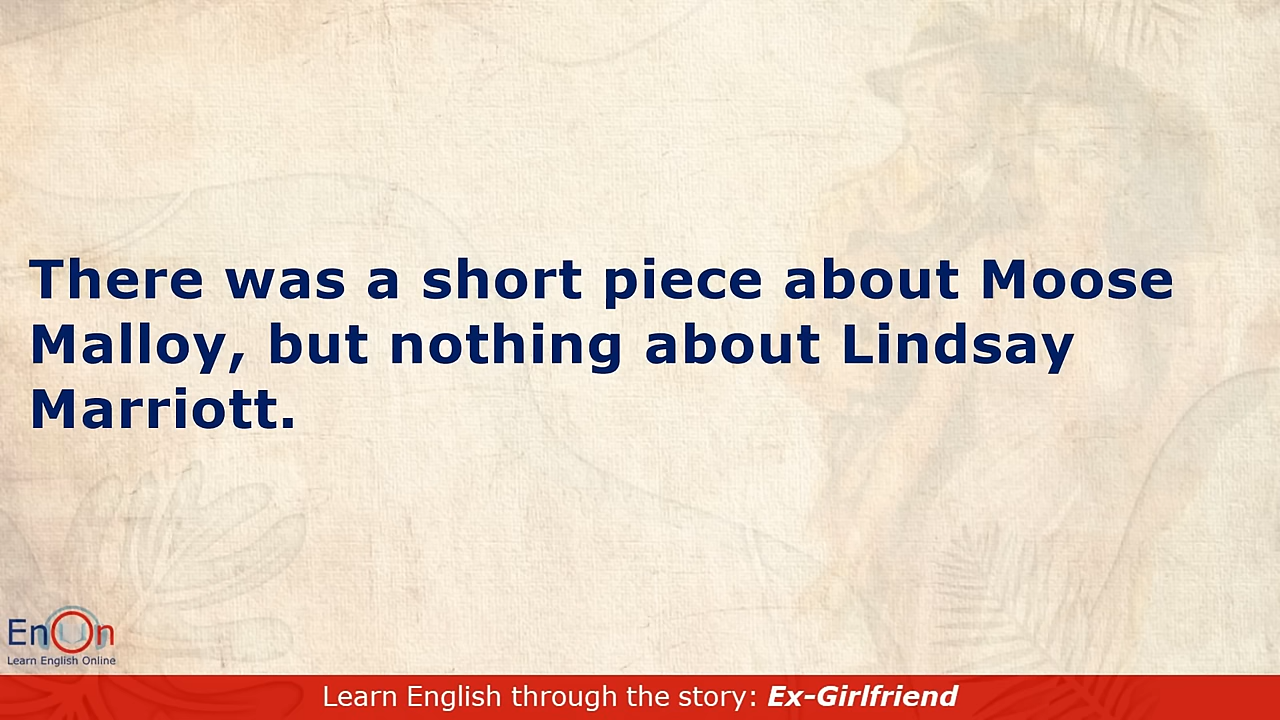 There was a short piece about Moose
Malloy, but nothing about Lindsay
Marriott.
EnOn
Learn English Online
Learn English through the story: Ex-Girlfriend